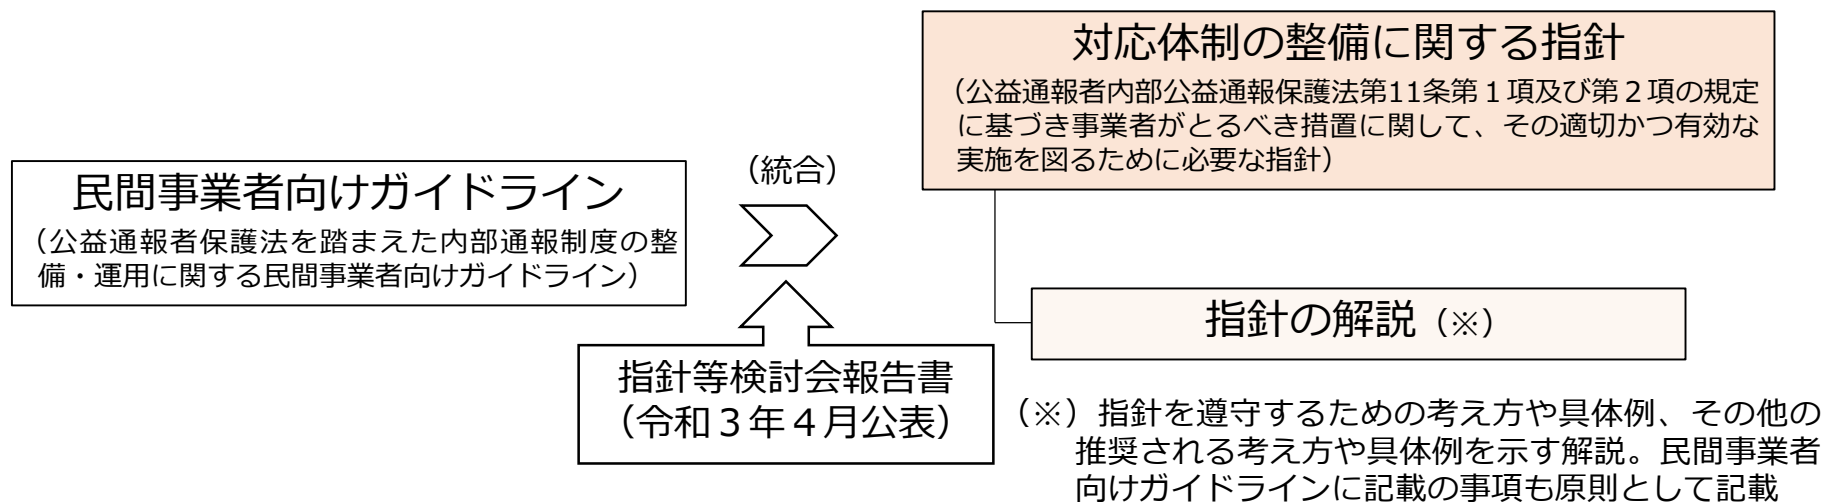 民間事業者向けガイドライン
（公益通報者保護法を踏まえた内部通報制度の整
備・運用に関する民間事業者向けガイドライン）
（統合）
指針等検討会報告書
（令和３年４月公表）
対応体制の整備に関する指針
（公益通報者内部公益通報保護法第11条第１項及び第２項の規定
に基づき事業者がとるべき措置に関して、その適切かつ有効な
実施を図るために必要な指針）
指針の解説（※）
（※）指針を遵守するための考え方や具体例、その他の
推奨される考え方や具体例を示す解説。民間事業者
向けガイドラインに記載の事項も原則として記載